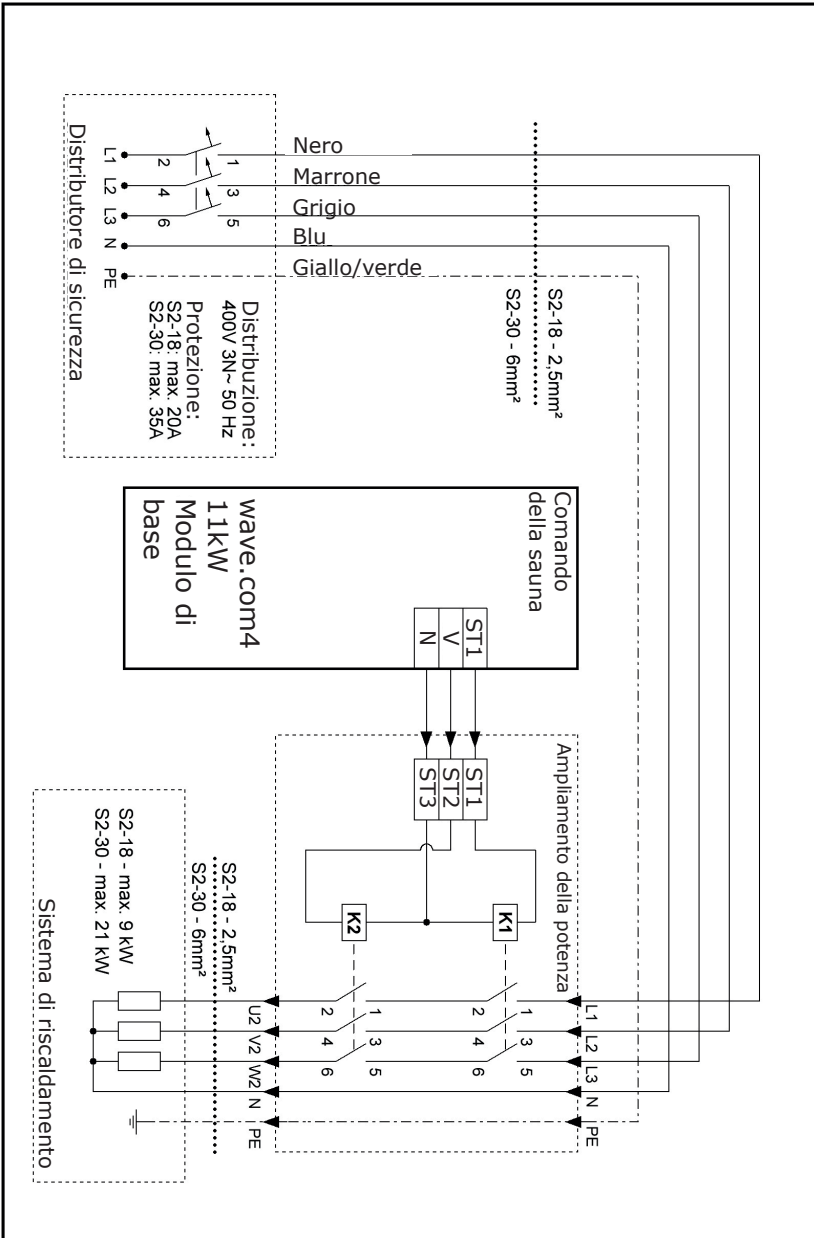 Nero
Marrone
Grigio
Blu
Giallo/verde
S2-18 - 2,5mm²
S2-30 - 6mm²
1
3
5
2
4
6
L1
L2
L3
N
PE
Distribuzione:
400V 3N~ 50 Hz
Protezione:
S2-18: max. 20A
S2-30: max. 35A
Distributore di sicurezza
Comando
della sauna
wave.com4
11kW
Modulo di
base
ST1
V
N
Ampliamento della potenza
ST1
ST2
ST3
K1
K2
L1
L2
L3
N
PE
1
3
5
2
4
6
1
3
5
2
4
6
U2
V2
W2
N
PE
S2-18 - 2,5mm²
S2-30 - 6mm²
S2-18 - max. 9 kW
S2-30 - max. 21 kW
Sistema di riscaldamento